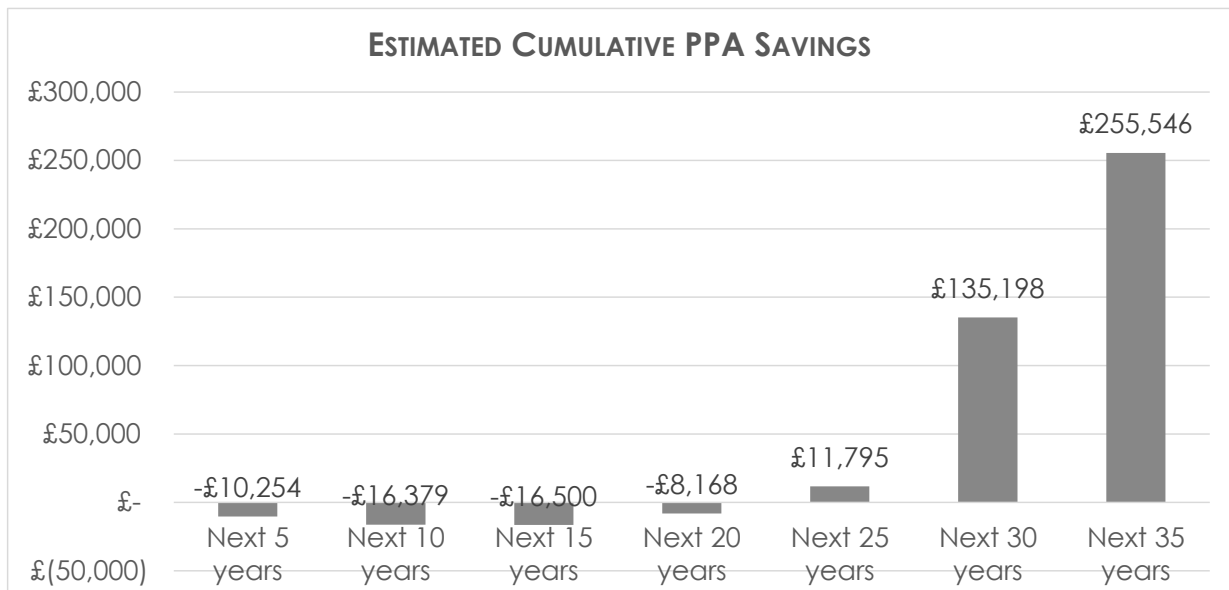 ESTIMATED CUMULATIVE PPA SAVINGS
£300,000
£250,000
£200,000
£150,000
£100,000
£50,000
£-
£(50,000)
-£10,254
-£16,379
-£16,500
-£8,168
£11,795
£135,198
£255,546
Next 5
years
Next 10
years
Next 15
years
Next 20
years
Next 25
years
Next 30
years
Next 35
years